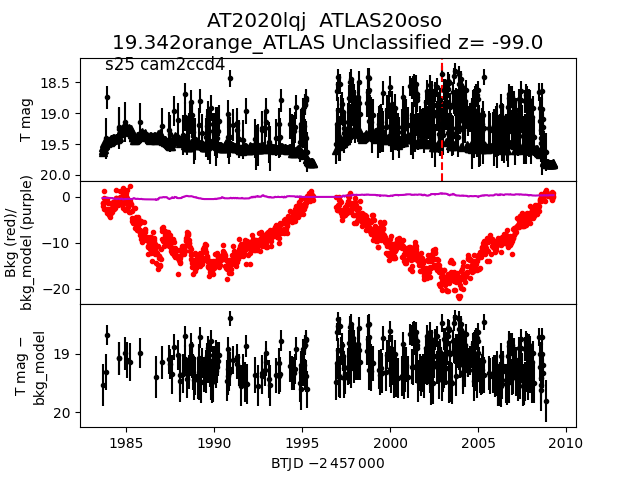 AT2020lqj  ATLAS20oso
19.342orange_ATLAS Unclassified z= -99.0
s25 cam2ccd4
18.5
19.0
19.5
20.0
T mag
0
−10
−20
Bkg (red)/
bkg_model (purple)
19
20
T mag −
bkg_model
1985
1990
1995
2000
2005
2010
BTJD −2 457 000